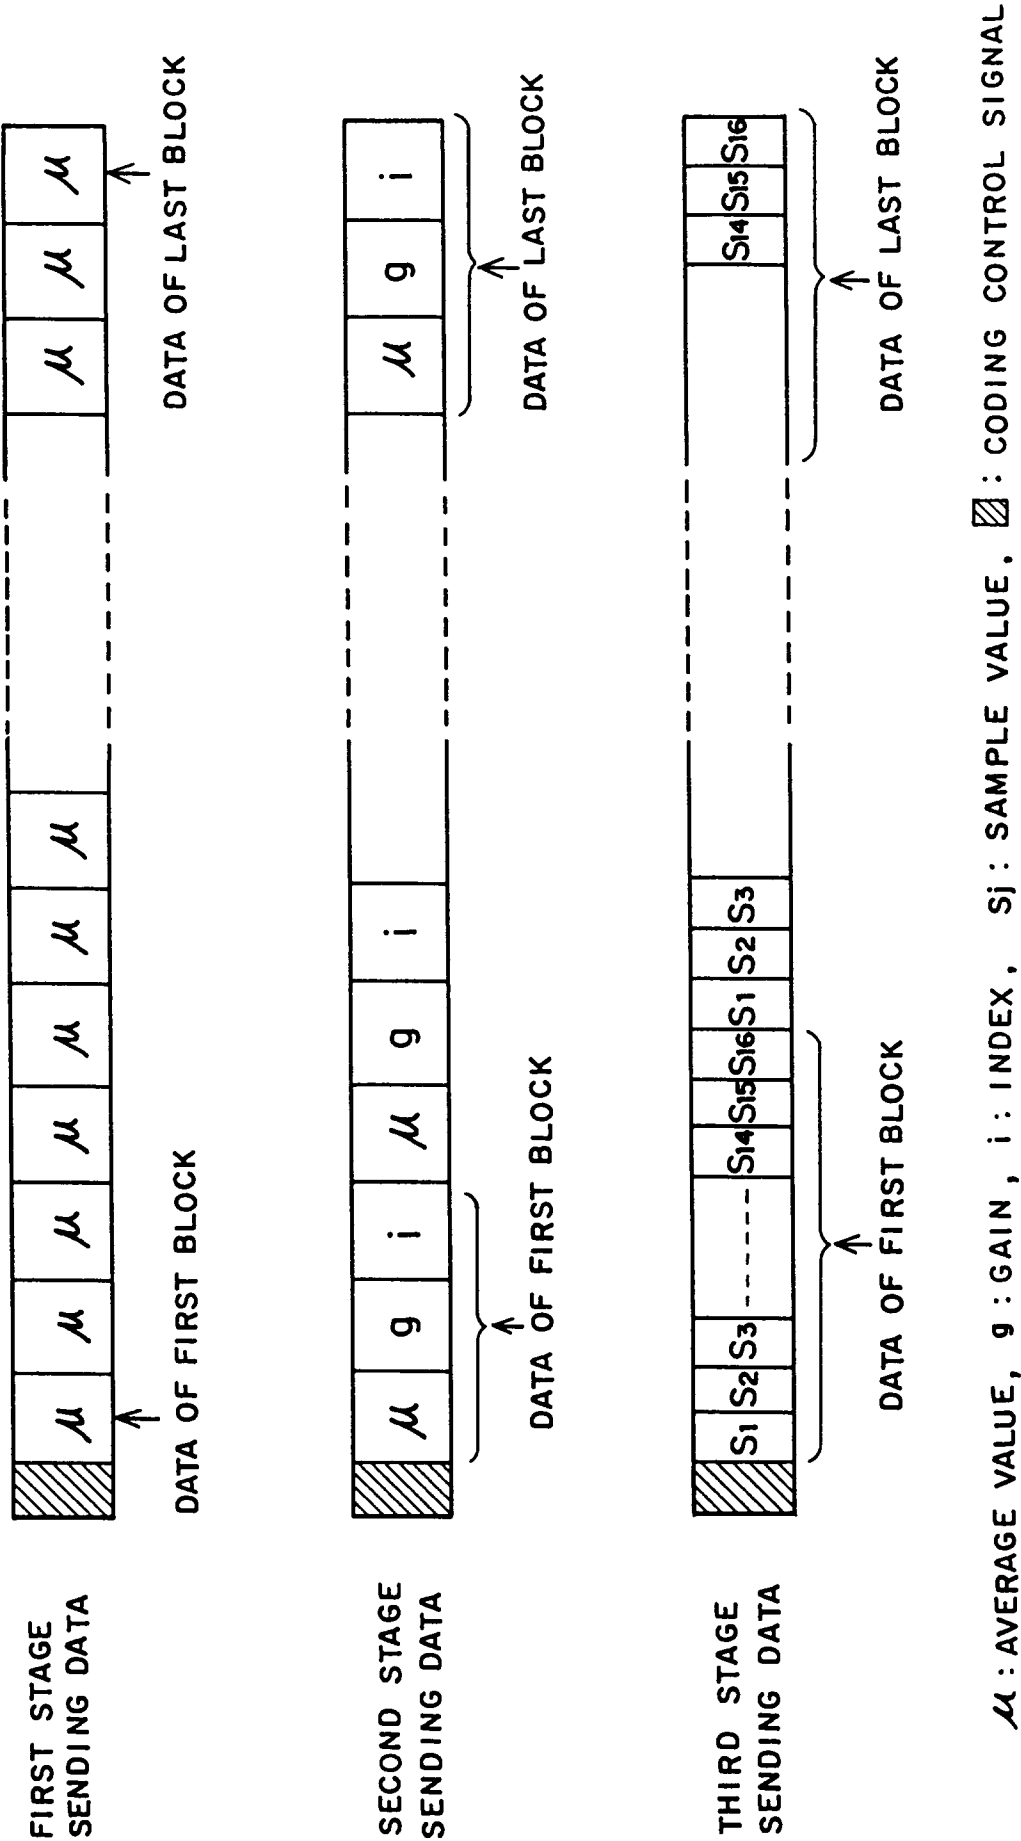 FIRST STAGE
SENDING DATA
μ μ μ μ μ μ μ μ μ μ
DATA OF FIRST BLOCK
DATA OF LAST BLOCK
SECOND STAGE
SENDING DATA
μ g i μ g i μ g i
DATA OF FIRST BLOCK
DATA OF LAST BLOCK
THIRD STAGE
SENDING DATA
S1 S2 S3 ----- S14 S15 S16 S1 S2 S3 S14 S15 S16
DATA OF FIRST BLOCK
DATA OF LAST BLOCK
μ : AVERAGE VALUE, g : GAIN, i : INDEX, Sj : SAMPLE VALUE, : CODING CONTROL SIGNAL